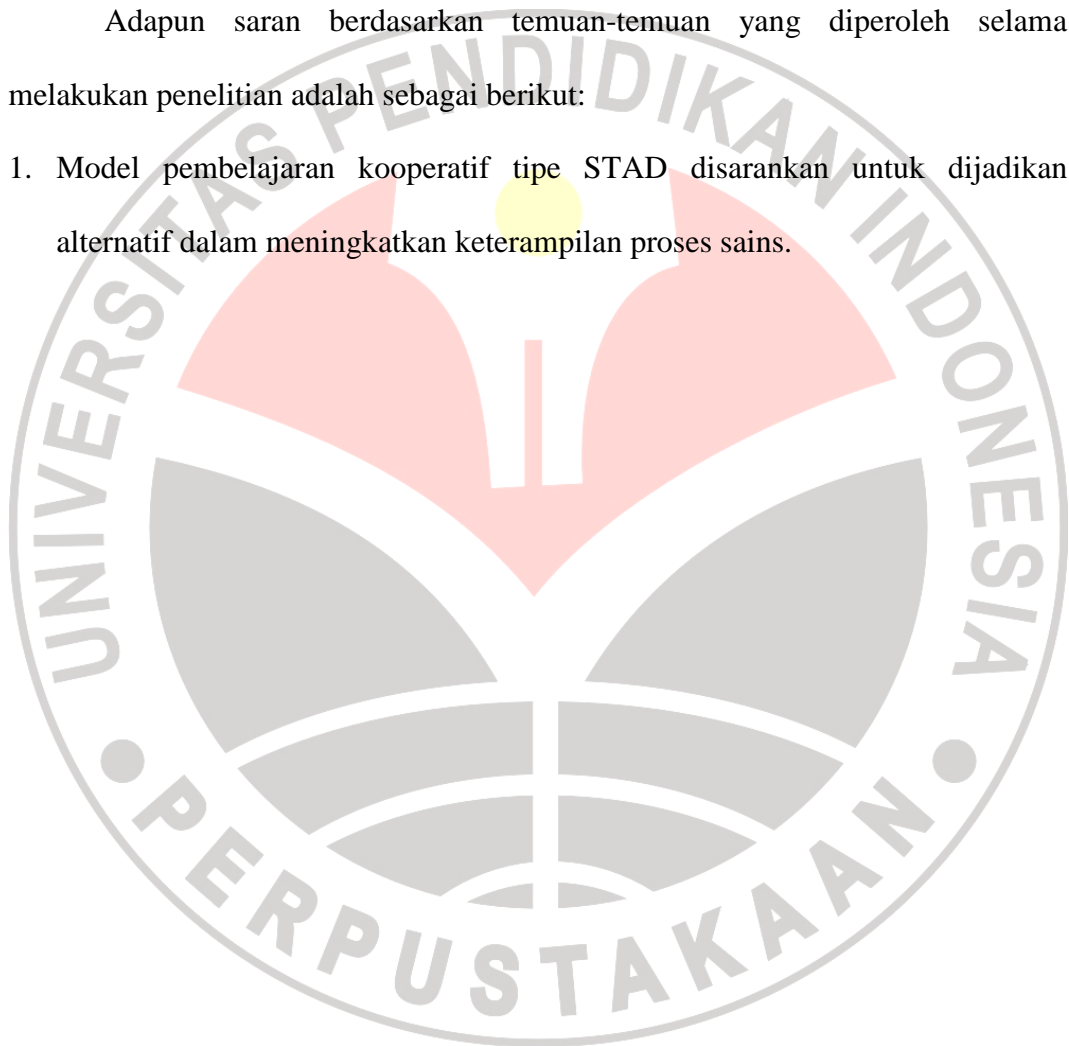 Adapun saran berdasarkan temuan-temuan yang diperoleh selama
melakukan penelitian adalah sebagai berikut:
1. Model pembelajaran kooperatif tipe STAD disarankan untuk dijadikan
alternatif dalam meningkatkan keterampilan proses sains.
UNIVERSITAS PENDIDIKAN INDONESIA
PERPUSTAKAAN